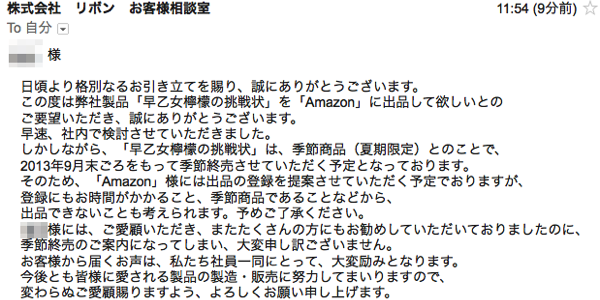 株式会社　リボン　お客様相談室
11:54 (9分前)
To 自分
様
日頃より格別なるお引き立てを賜り、誠にありがとうございます。
この度は弊社製品「早乙女檸檬の挑戦状」を「Amazon」に出品して欲しいとの
ご要望いただき、誠にありがとうございます。
早速、社内で検討させていただきました。
しかしながら、「早乙女檸檬の挑戦状」は、季節商品（夏期限定）とのことで、
2013年9月末ごろをもって季節終売させていただく予定となっております。
そのため、「Amazon」様には出品の登録を提案させていただく予定でおりますが、
登録にもお時間がかかること、季節商品であることなどから、
出品できないことも考えられます。予めご了承ください。
様には、ご愛顧いただき、またたくさんの方にもお勧めしていただいておりましたのに、
季節終売のご案内になってしまい、大変申し訳ございません。
お客様から届くお声は、私たち社員一同にとって、大変励みとなります。
今後とも皆様に愛される製品の製造・販売に努力してまいりますので、
変わらぬご愛顧賜りますよう、よろしくお願い申し上げます。